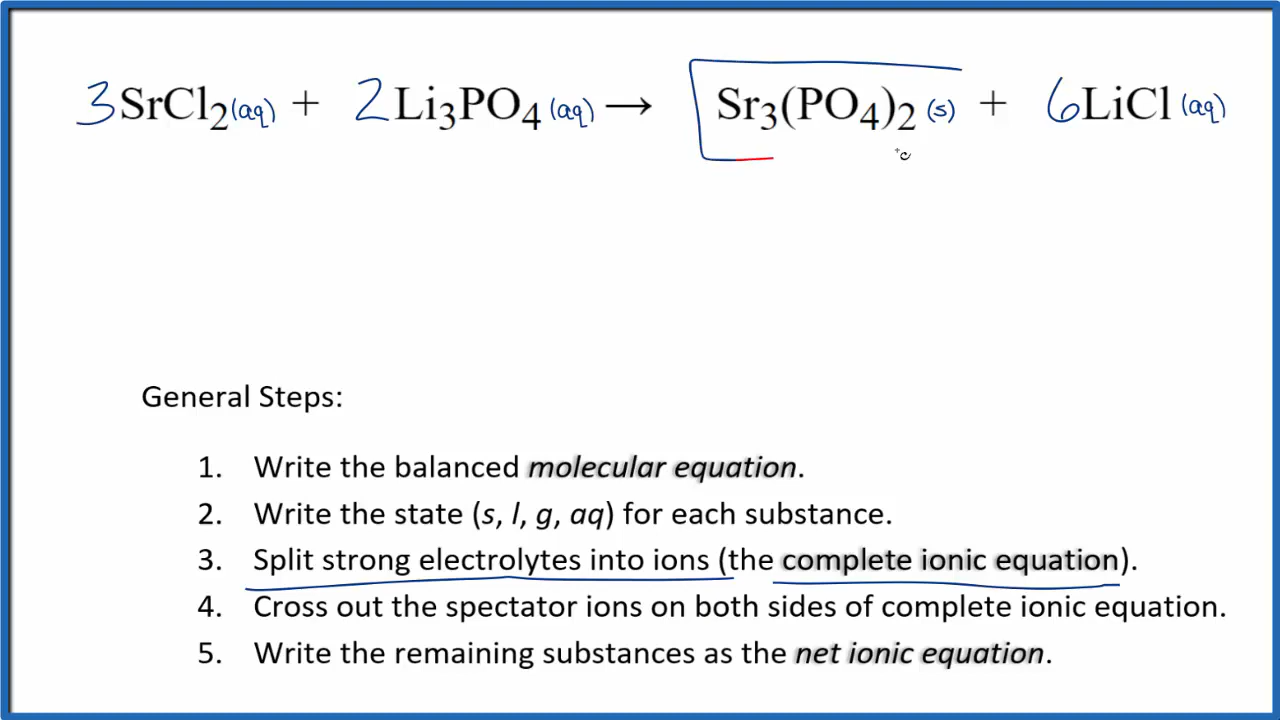 3SrCl₂(aq) + 2Li₃PO₄(aq) → Sr₃(PO₄)₂(s) + 6LiCl(aq)
General Steps:
1. Write the balanced molecular equation.
2. Write the state (s, l, g, aq) for each substance.
3. Split strong electrolytes into ions (the complete ionic equation).
4. Cross out the spectator ions on both sides of complete ionic equation.
5. Write the remaining substances as the net ionic equation.